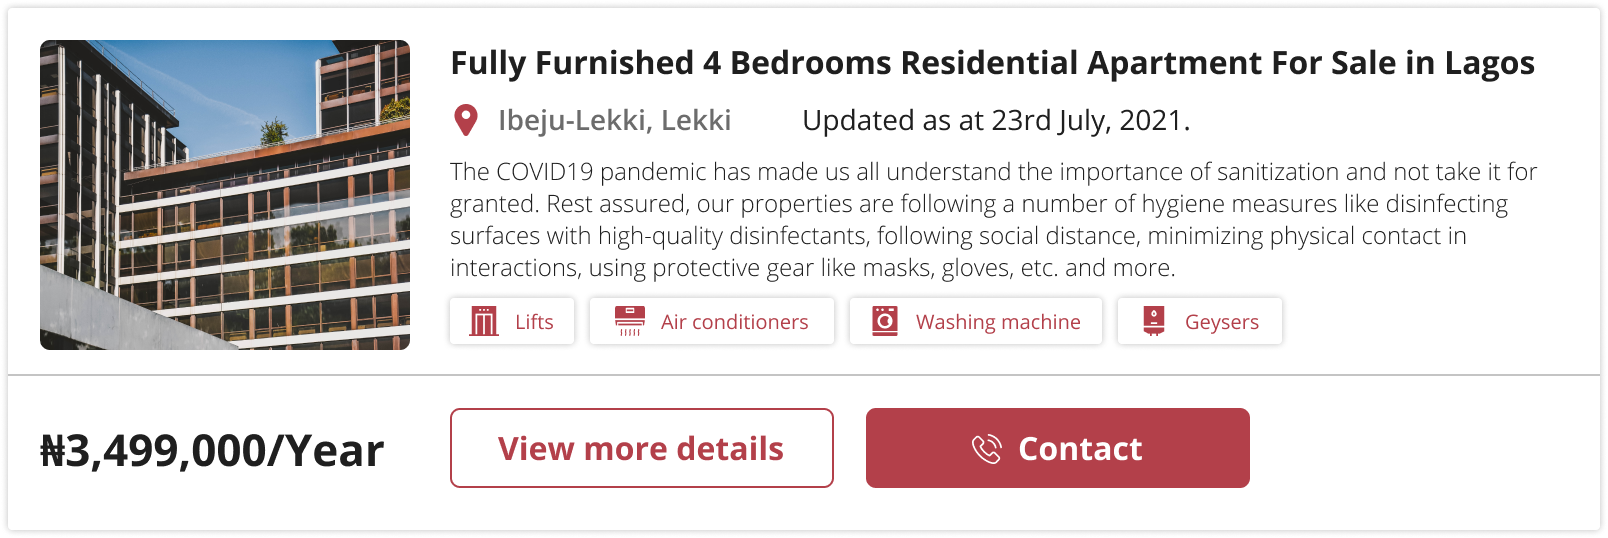 Fully Furnished 4 Bedrooms Residential Apartment For Sale in Lagos
Ibeju-Lekki, Lekki
Updated as at 23rd July, 2021.
The COVID19 pandemic has made us all understand the importance of sanitization and not take it for
granted. Rest assured, our properties are following a number of hygiene measures like disinfecting
surfaces with high-quality disinfectants, following social distance, minimizing physical contact in
interactions, using protective gear like masks, gloves, etc. and more.
Lifts
Air conditioners
Washing machine
Geysers
₦3,499,000/Year
View more details
Contact